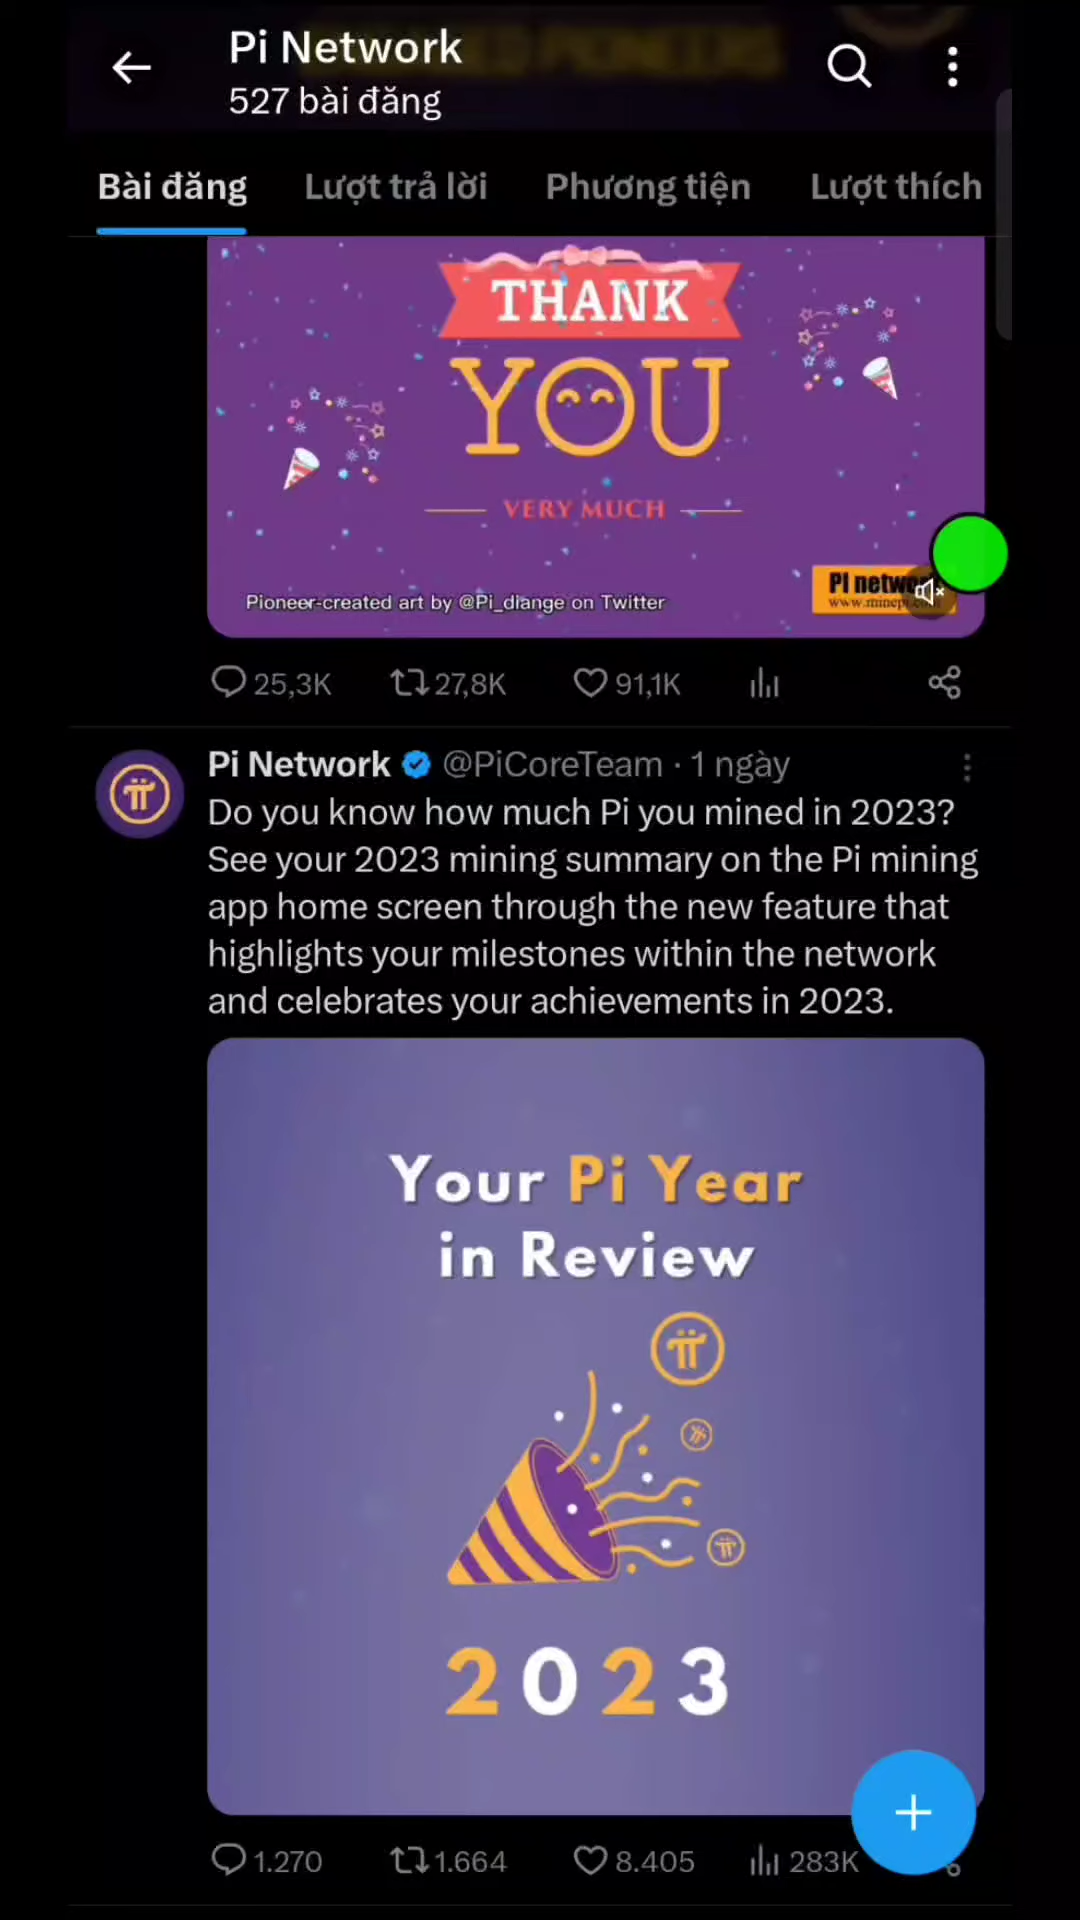 Pi Network
527 bài đăng
Bài đăng Lượt trả lời Phương tiện Lượt thích
THANK
YOU
VERY MUCH
Pioneer-created art by @Pi_diange on Twitter
PI
www.minepi.
25,3K 27,8K 91,1K
Pi Network @PiCoreTeam · 1 ngày
Do you know how much Pi you mined in 2023?
See your 2023 mining summary on the Pi mining
app home screen through the new feature that
highlights your milestones within the network
and celebrates your achievements in 2023.
Your Pi Year
in Review
2023
1.270 1.664 8.405 283K